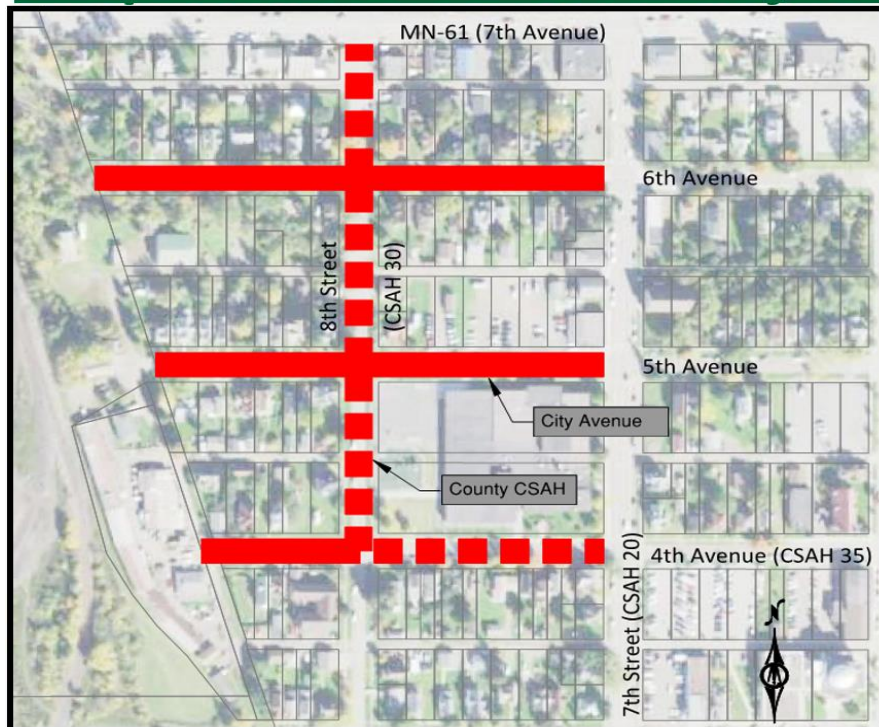 MN-61 (7th Avenue)
6th Avenue
8th Street
(CSAH 30)
5th Avenue
City Avenue
County CSAH
7th Street (CSAH 20)
4th Avenue (CSAH 35)
N